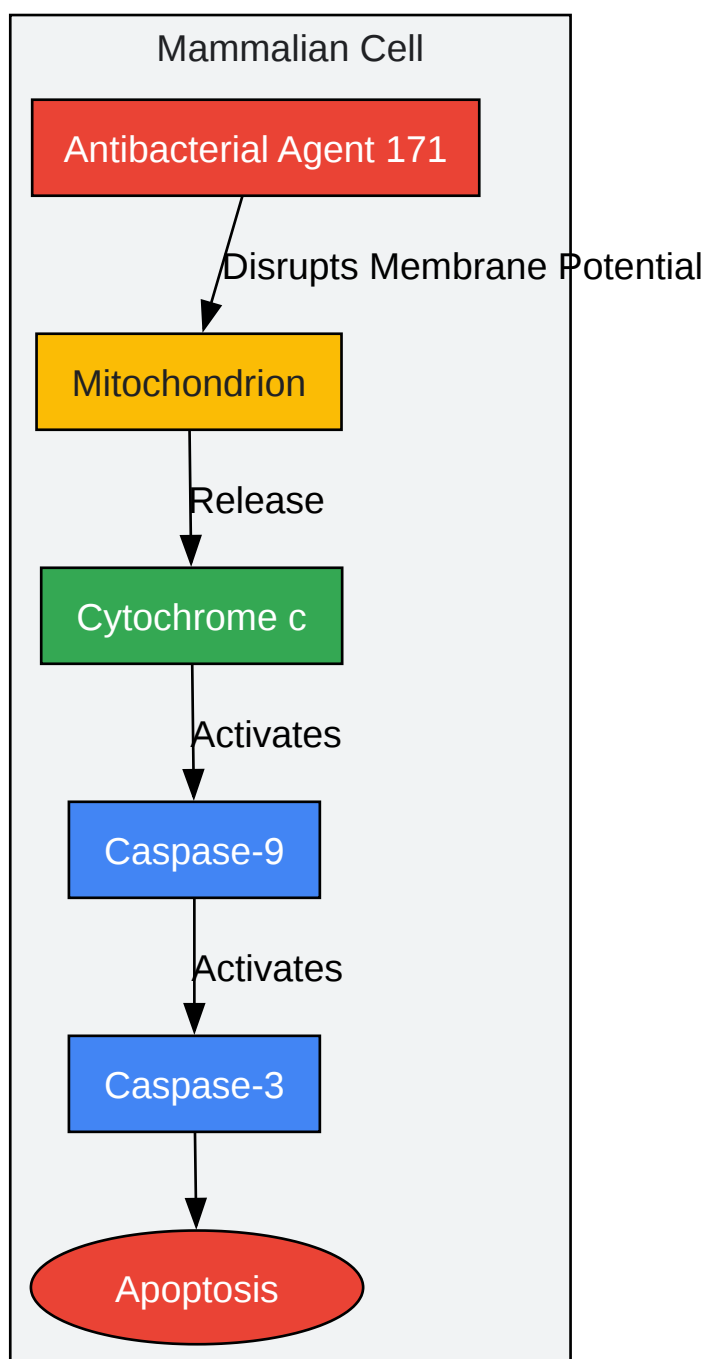 Mammalian Cell
Antibacterial Agent 171
Disrupts Membrane Potential
Mitochondrion
Release
Cytochrome c
Activates
Caspase-9
Activates
Caspase-3
Apoptosis